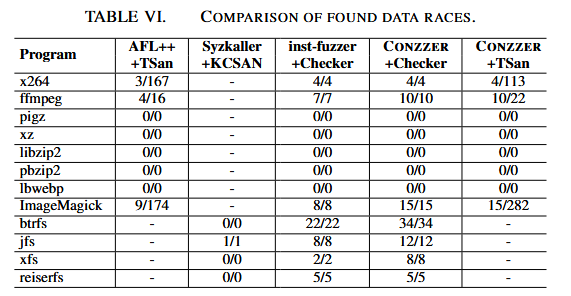 TABLE VI. COMPARISON OF FOUND DATA RACES.
Program AFL++ +TSan Syzkaller +KCSAN inst-fuzzer +Checker CONZZER +Checker CONZZER +TSan
x264 3/167 - 4/4 4/4 4/113
ffmpeg 4/16 - 7/7 10/10 10/22
pigz 0/0 - 0/0 0/0 0/0
xz 0/0 - 0/0 0/0 0/0
libzip2 0/0 - 0/0 0/0 0/0
pbzip2 0/0 - 0/0 0/0 0/0
lbwebp 0/0 - 0/0 0/0 0/0
ImageMagick 9/174 - 8/8 15/15 15/282
btrfs - 0/0 22/22 34/34 -
jfs - 1/1 8/8 12/12 -
xfs - 0/0 2/2 8/8 -
reiserfs - 0/0 5/5 5/5 -